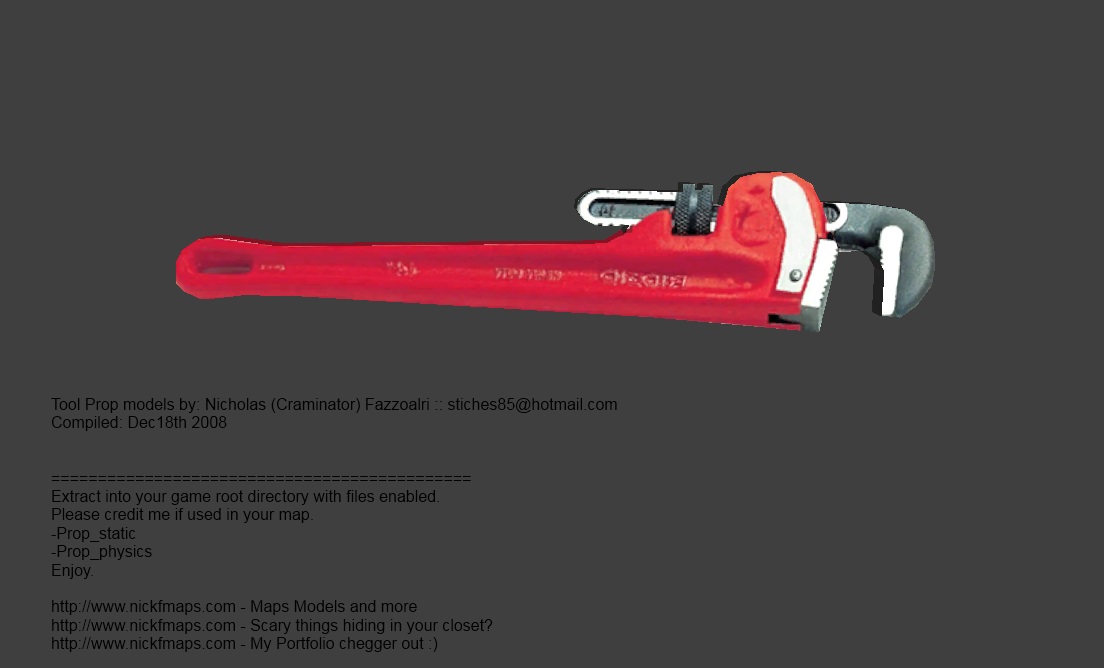 Tool Prop models by: Nicholas (Craminator) Fazzoalri :: stiches85@hotmail.com
Compiled: Dec18th 2008
=============================================
Extract into your game root directory with files enabled.
Please credit me if used in your map.
-Prop_static
-Prop_physics
Enjoy.
http://www.nickfmaps.com - Maps Models and more
http://www.nickfmaps.com - Scary things hiding in your closet?
http://www.nickfmaps.com - My Portfolio chegger out :)